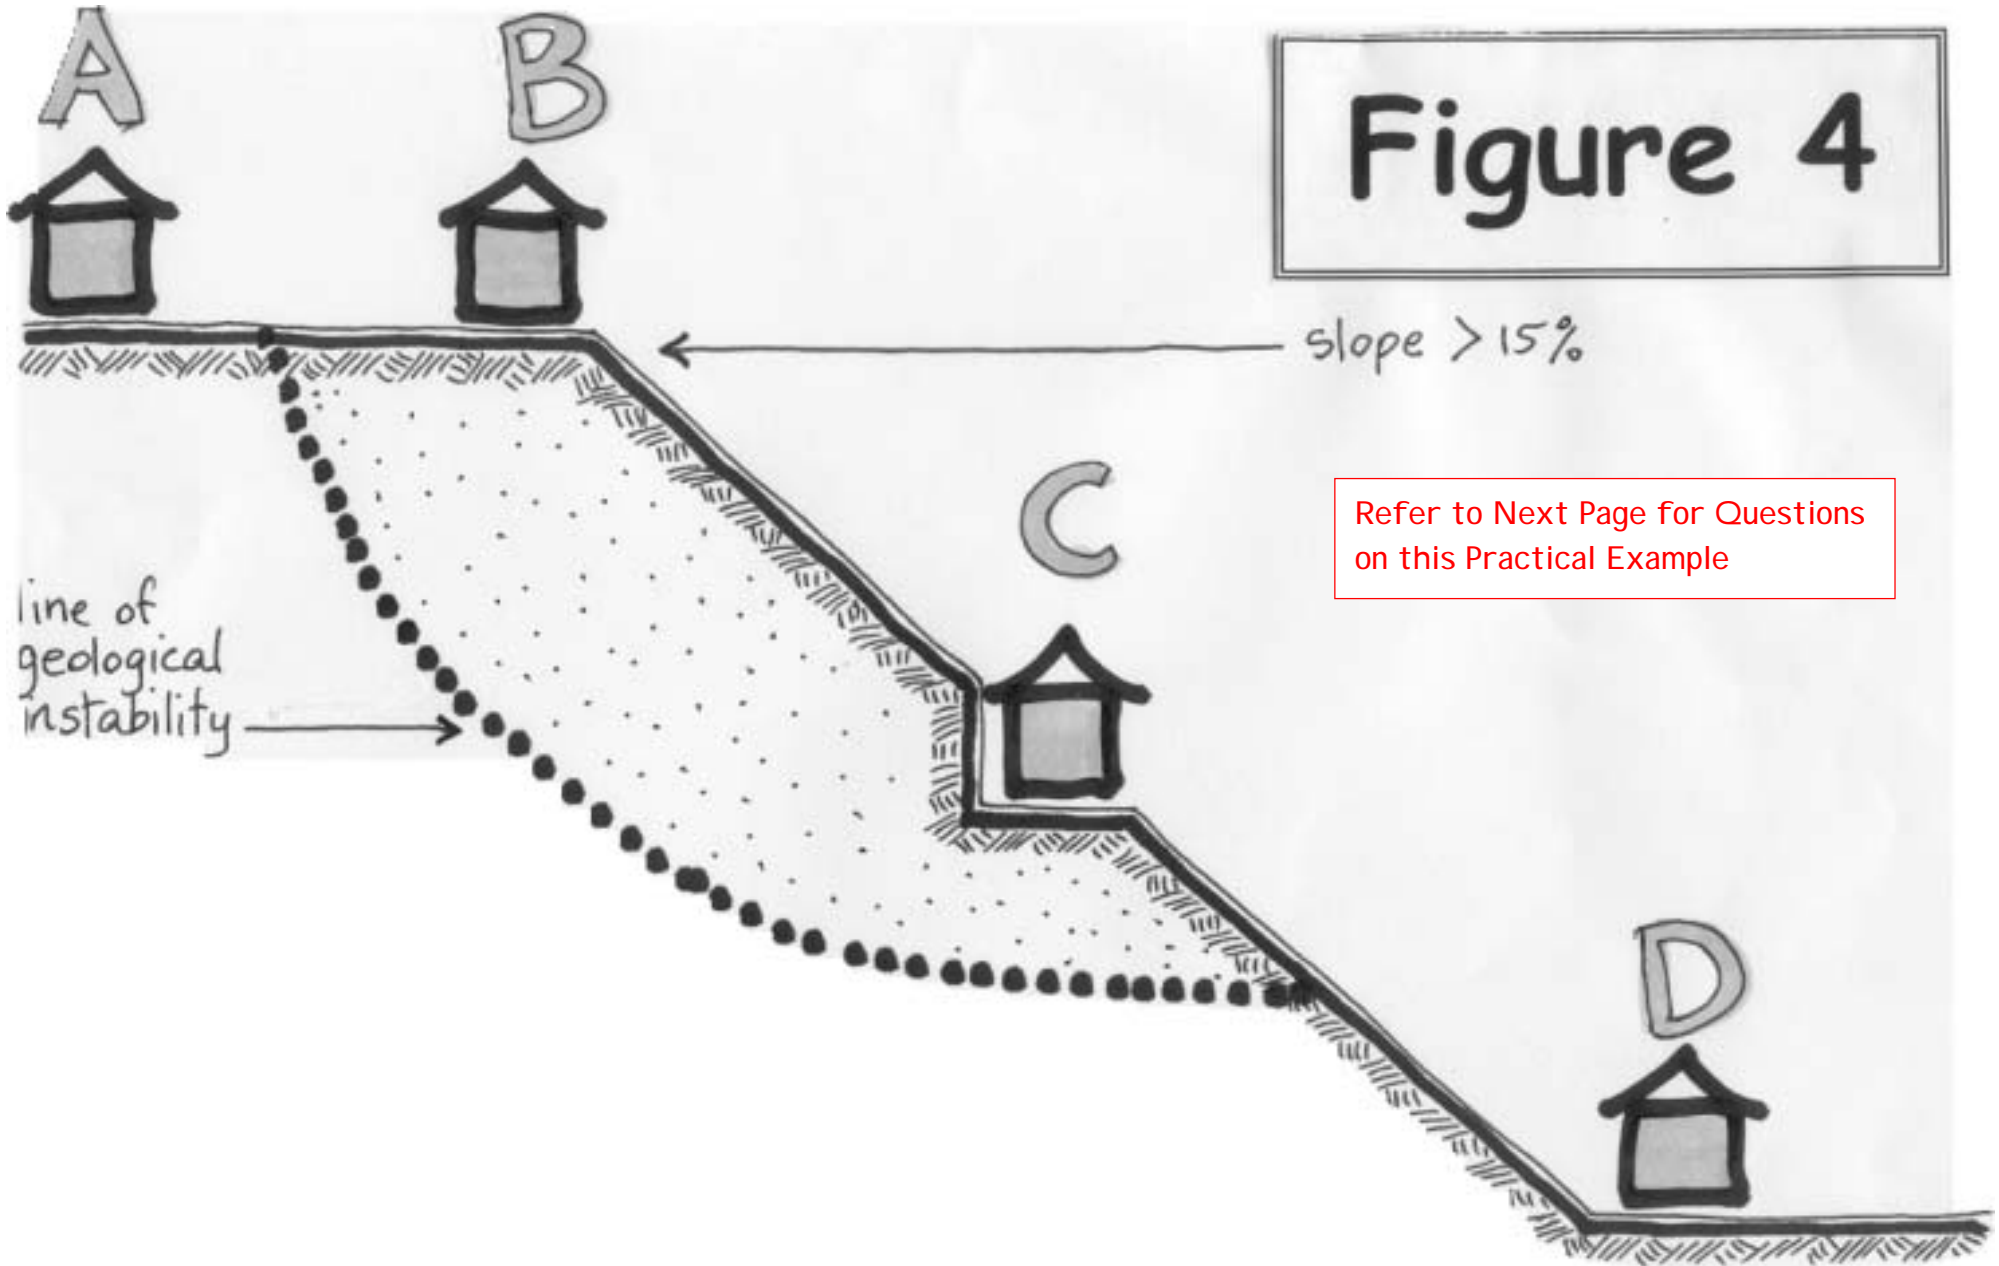 A
B
Figure 4
slope > 15%
C
Refer to Next Page for Questions
on this Practical Example
line of
geological
instability
D